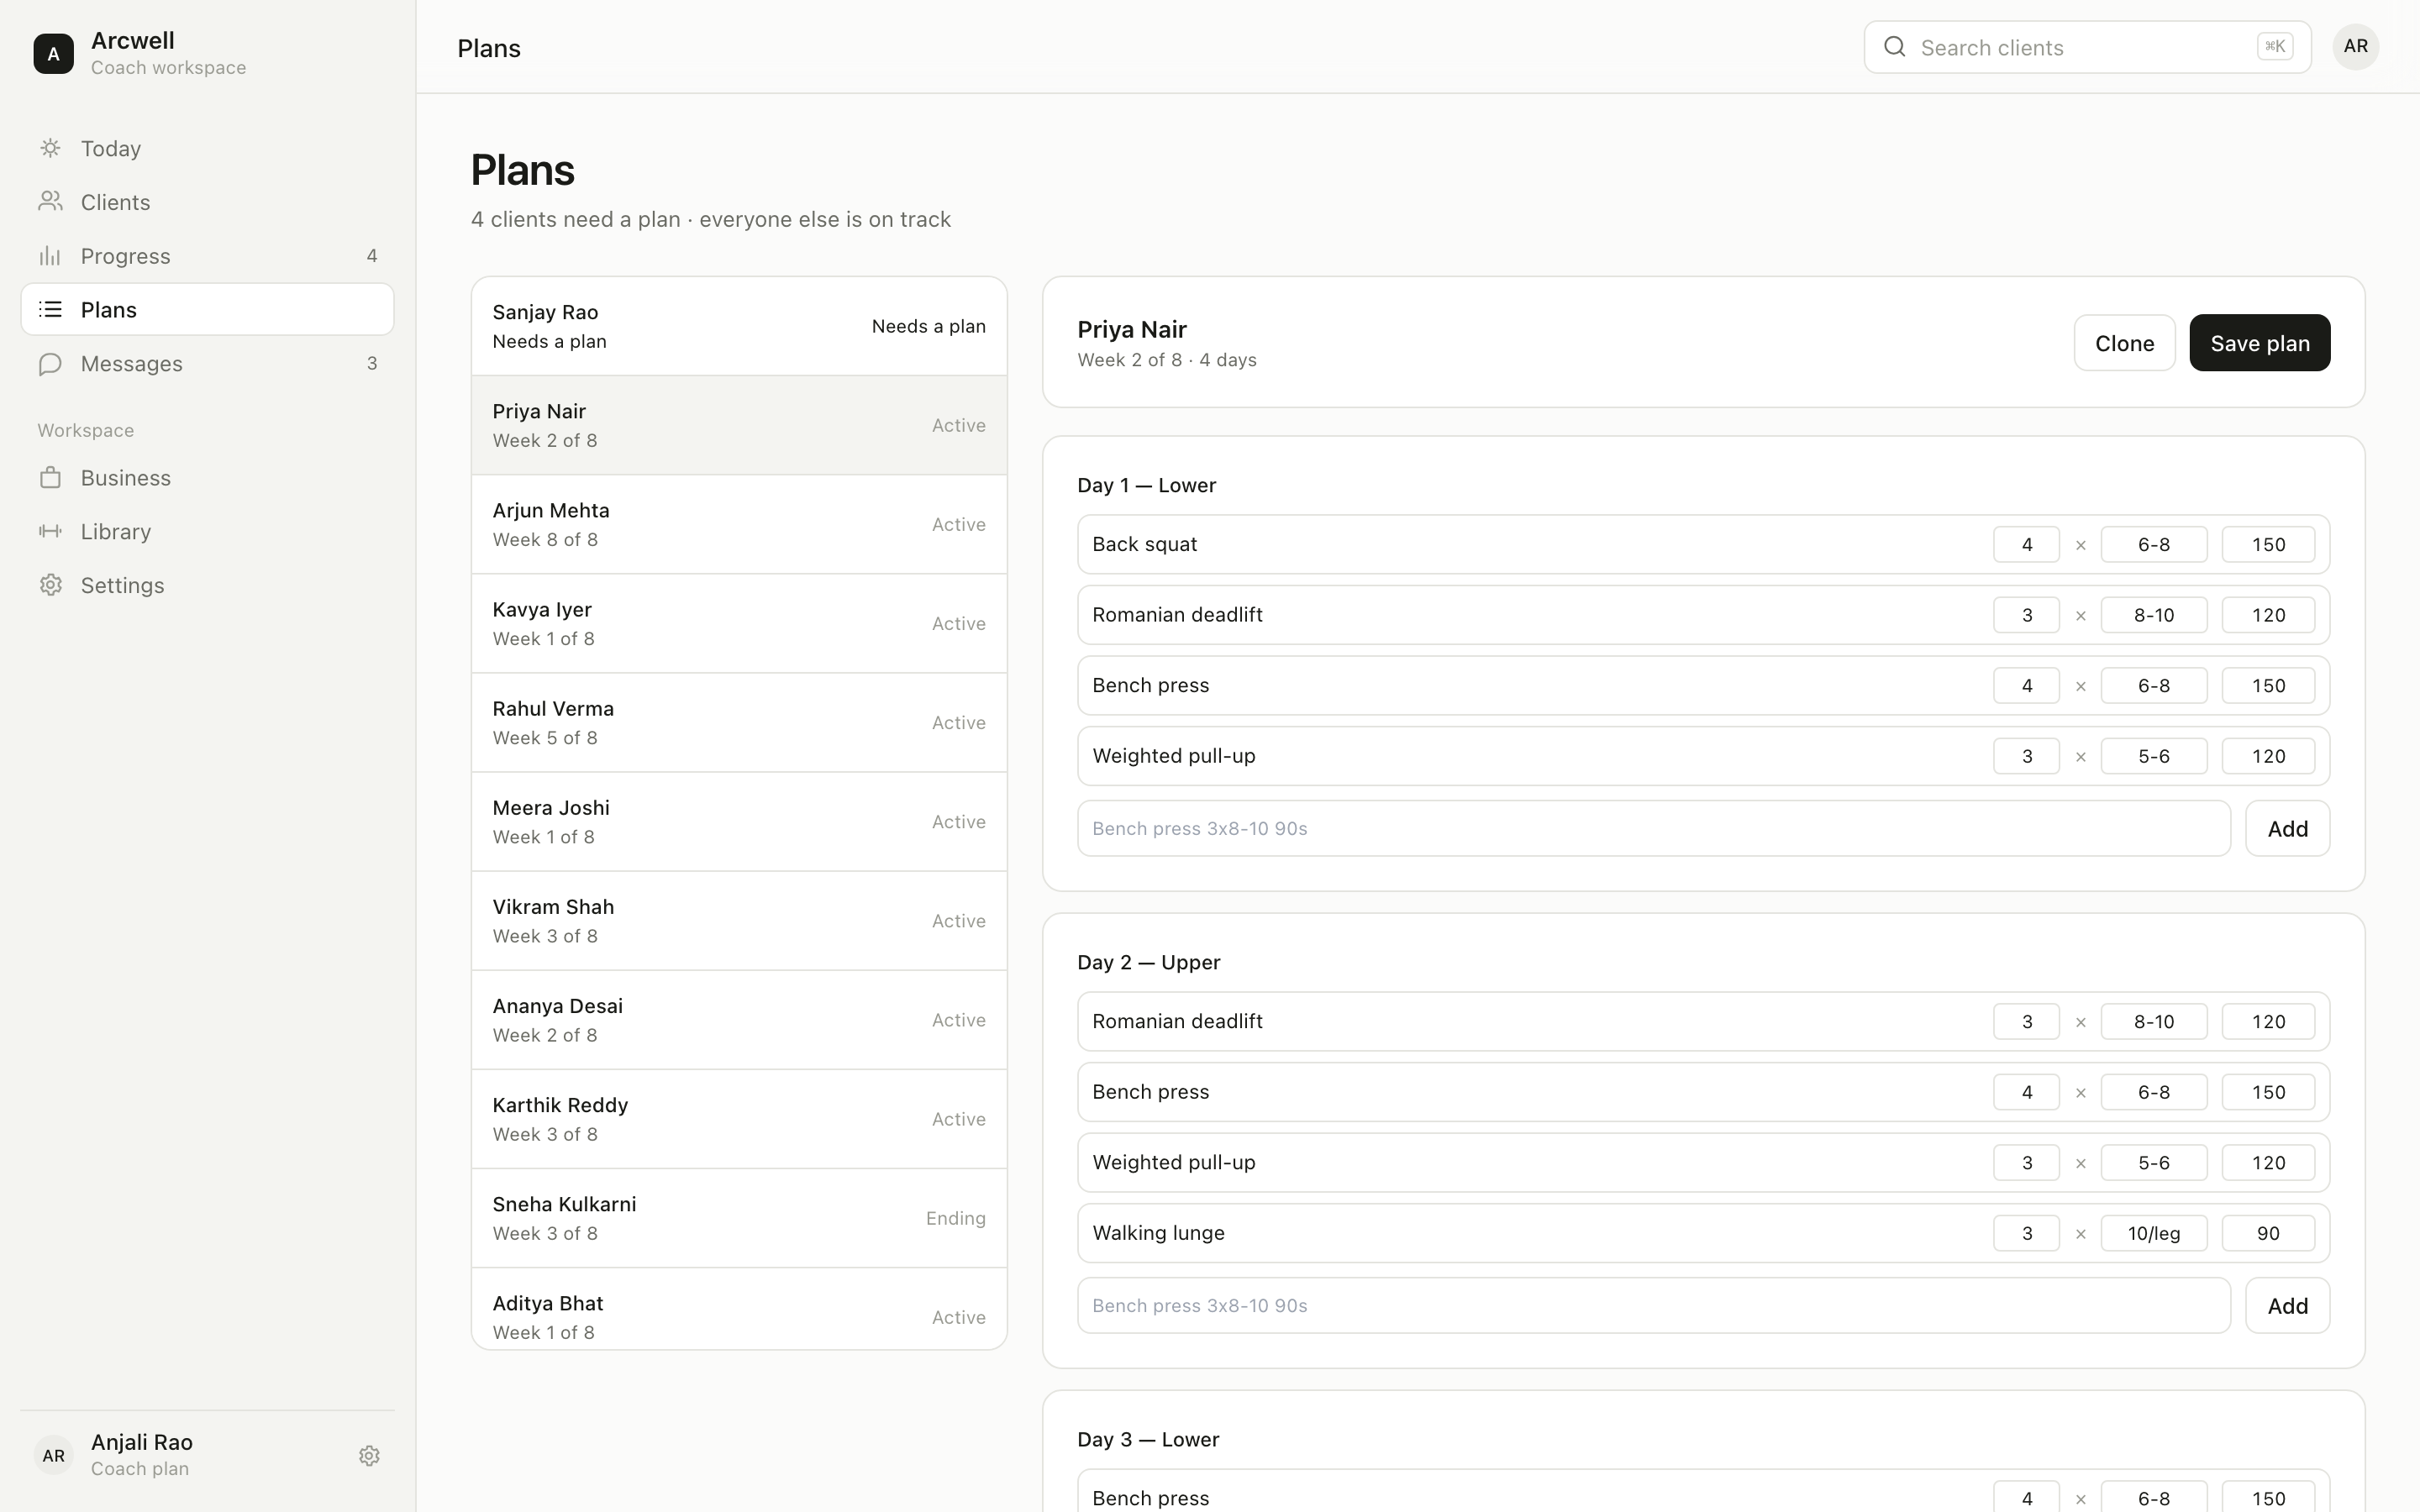 A
Arcwell
Coach workspace
Today
Clients
Progress 4
Plans
Messages 3
Workspace
Business
Library
Settings
AR
Anjali Rao
Coach plan
Plans
Search clients ⌘K
AR
Plans
4 clients need a plan · everyone else is on track
Sanjay Rao
Needs a plan
Needs a plan
Priya Nair
Week 2 of 8
Active
Arjun Mehta
Week 8 of 8
Active
Kavya Iyer
Week 1 of 8
Active
Rahul Verma
Week 5 of 8
Active
Meera Joshi
Week 1 of 8
Active
Vikram Shah
Week 3 of 8
Active
Ananya Desai
Week 2 of 8
Active
Karthik Reddy
Week 3 of 8
Active
Sneha Kulkarni
Week 3 of 8
Ending
Aditya Bhat
Week 1 of 8
Active
Priya Nair
Week 2 of 8 · 4 days
Clone
Save plan
Day 1 — Lower
Back squat 4 × 6-8 150
Romanian deadlift 3 × 8-10 120
Bench press 4 × 6-8 150
Weighted pull-up 3 × 5-6 120
Bench press 3x8-10 90s Add
Day 2 — Upper
Romanian deadlift 3 × 8-10 120
Bench press 4 × 6-8 150
Weighted pull-up 3 × 5-6 120
Walking lunge 3 × 10/leg 90
Bench press 3x8-10 90s Add
Day 3 — Lower
Bench press 4 × 6-8 150